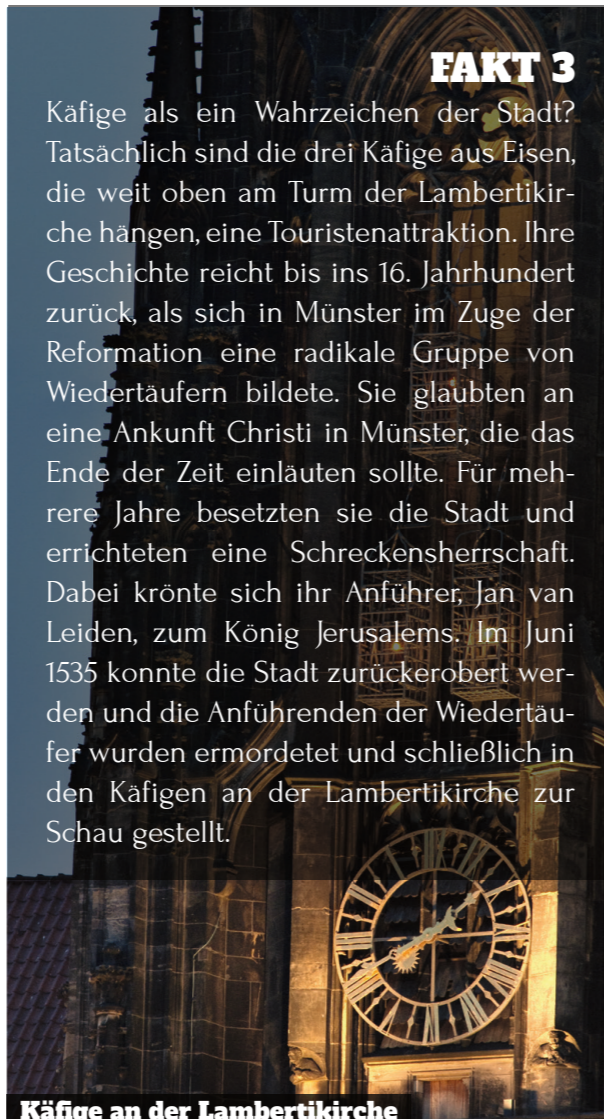 FAKT 3
Käfige als ein Wahrzeichen der Stadt?
Tatsächlich sind die drei Käfige aus Eisen,
die weit oben am Turm der Lambertikir-
che hängen, eine Touristenattraktion. Ihre
Geschichte reicht bis ins 16. Jahrhundert
zurück, als sich in Münster im Zuge der
Reformation eine radikale Gruppe von
Wiedertäufern bildete. Sie glaubten an
eine Ankunft Christi in Münster, die das
Ende der Zeit einläuten sollte. Für meh-
rere Jahre besetzten sie die Stadt und
errichteten eine Schreckensherrschaft.
Dabei krönte sich ihr Anführer, Jan van
Leiden, zum König Jerusalems. Im Juni
1535 konnte die Stadt zurückerobert wer-
den und die Anführenden der Wiedertäu-
fer wurden ermordetet und schließlich in
den Käfigen an der Lambertikirche zur
Schau gestellt.
Käfige an der Lambertikirche